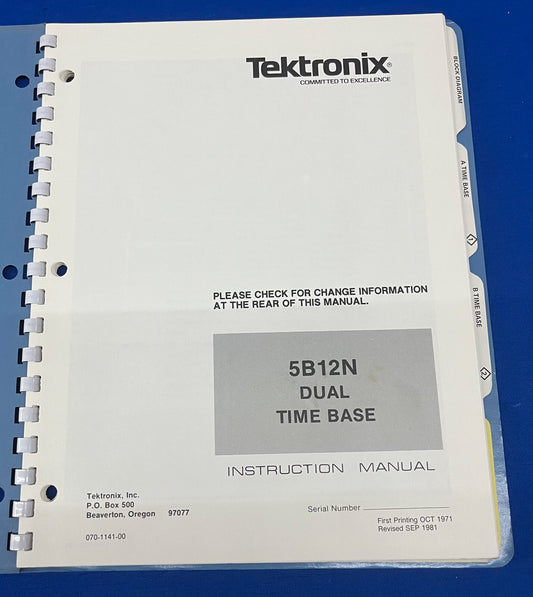 Tektronix®
COMMITTED TO EXCELLENCE
PLEASE CHECK FOR CHANGE INFORMATION
AT THE REAR OF THIS MANUAL.
5B12N
DUAL
TIME BASE
INSTRUCTION MANUAL
Tektronix, Inc.
P.O. Box 500
Beaverton, Oregon 97077
070-1141-00
Serial Number
First Printing OCT 1971
Revised SEP 1981
BLOCK DIAGRAM
A TIME BASE
1
B TIME BASE
2